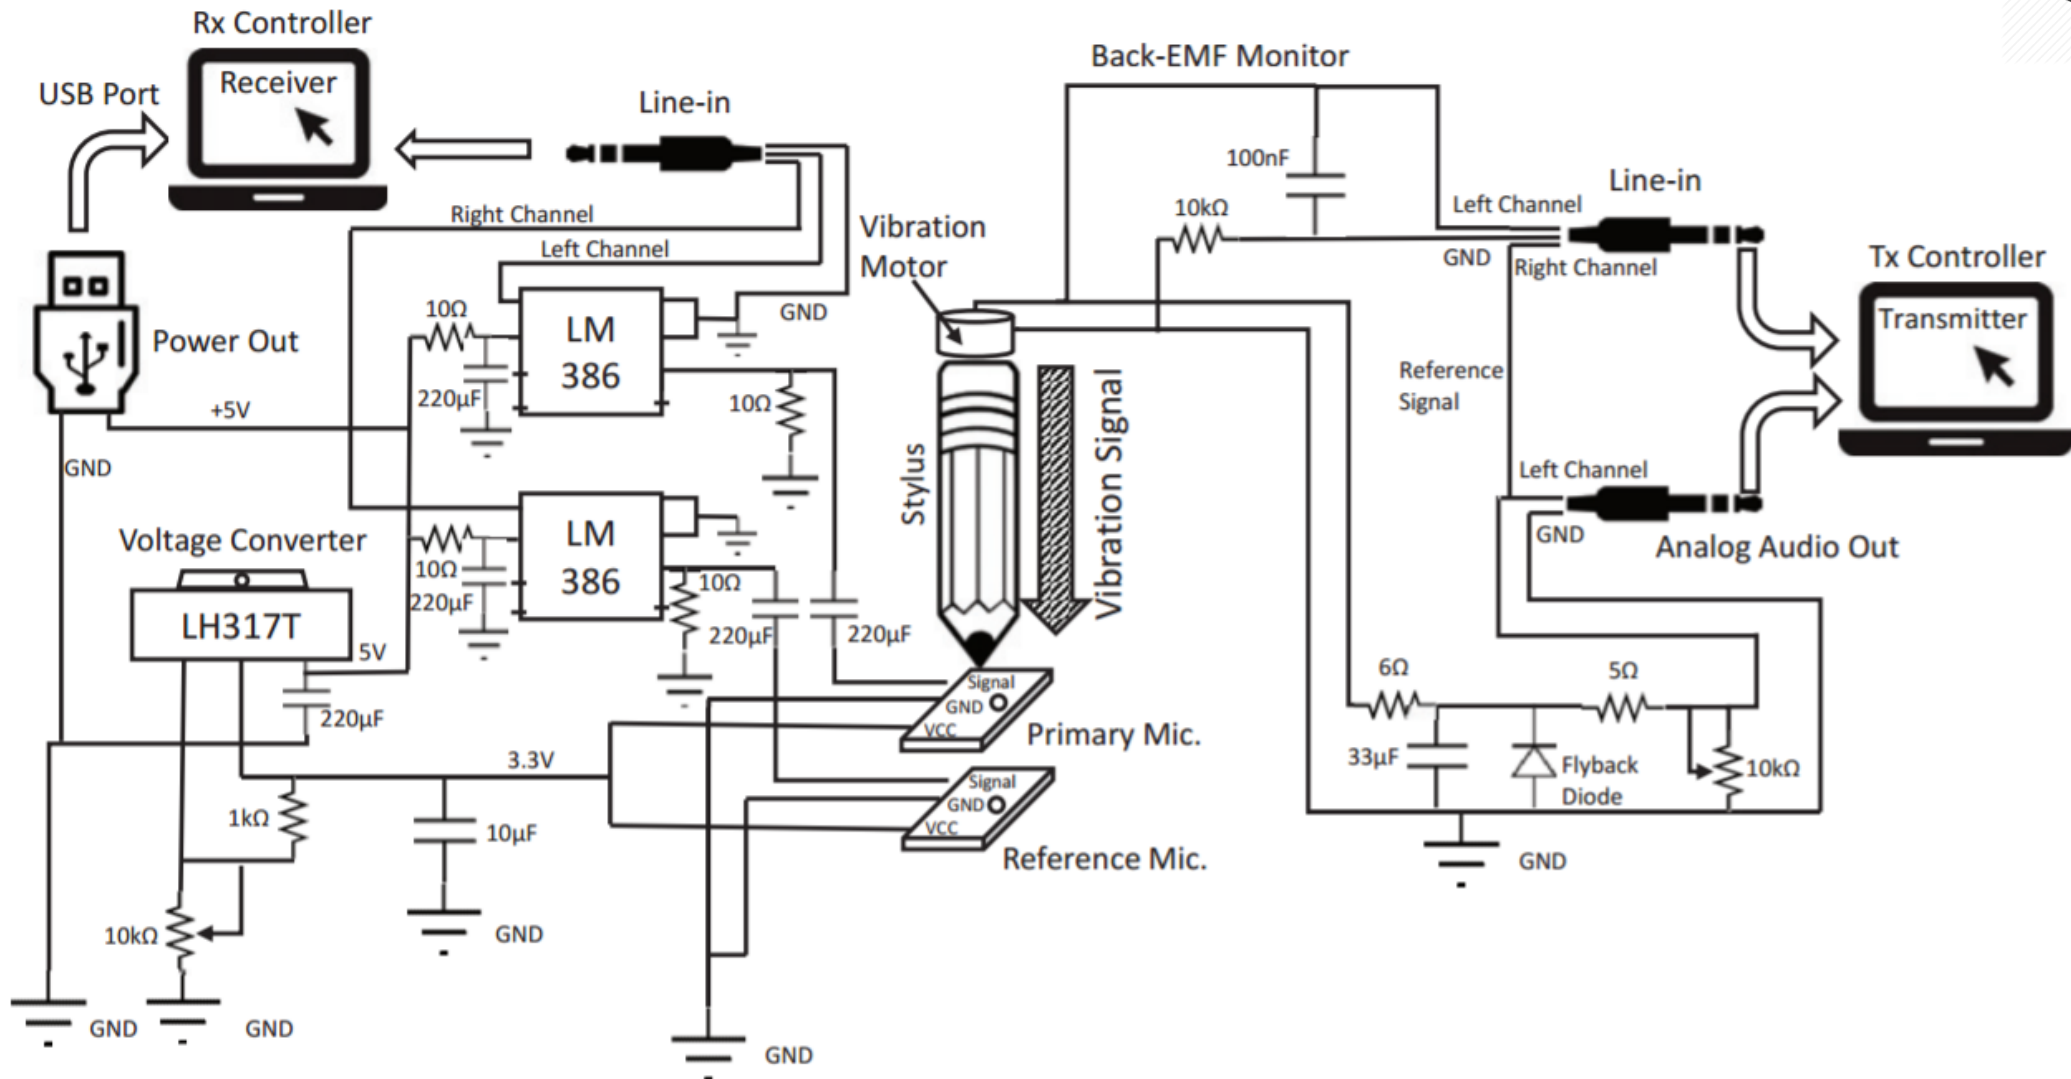 Rx Controller
Receiver
USB Port
Line-in
Right Channel
Left Channel
GND
Power Out
+5V
GND
10Ω
220μF
LM
386
10Ω
10Ω
220μF
LM
386
10Ω
220μF
220μF
Voltage Converter
LH317T
5V
220μF
3.3V
1kΩ
10μF
10kΩ
GND
GND
GND
GND
Vibration
Motor
Stylus
Vibration Signal
Signal
GND
VCC
Primary Mic.
Signal
GND
VCC
Reference Mic.
Back-EMF Monitor
100nF
10kΩ
Left Channel
GND
Right Channel
Line-in
Tx Controller
Transmitter
Reference
Signal
Left Channel
GND
Analog Audio Out
6Ω
33μF
Flyback
Diode
5Ω
10kΩ
GND